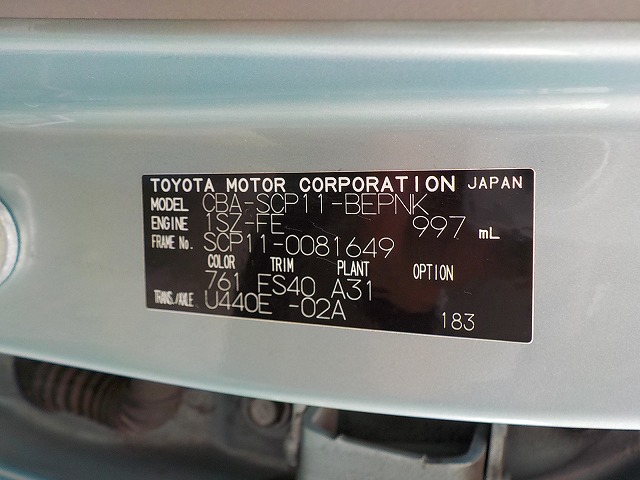 TOYOTA MOTOR CORPORATION JAPAN
MODEL CBA-SCP11-BEPNK
ENGINE 1SZ-FE 997 mL
FRAME No. SCP11-0081649
COLOR TRIM PLANT OPTION
761 FS40 A31
TRANS./AXLE U440E -02A
183